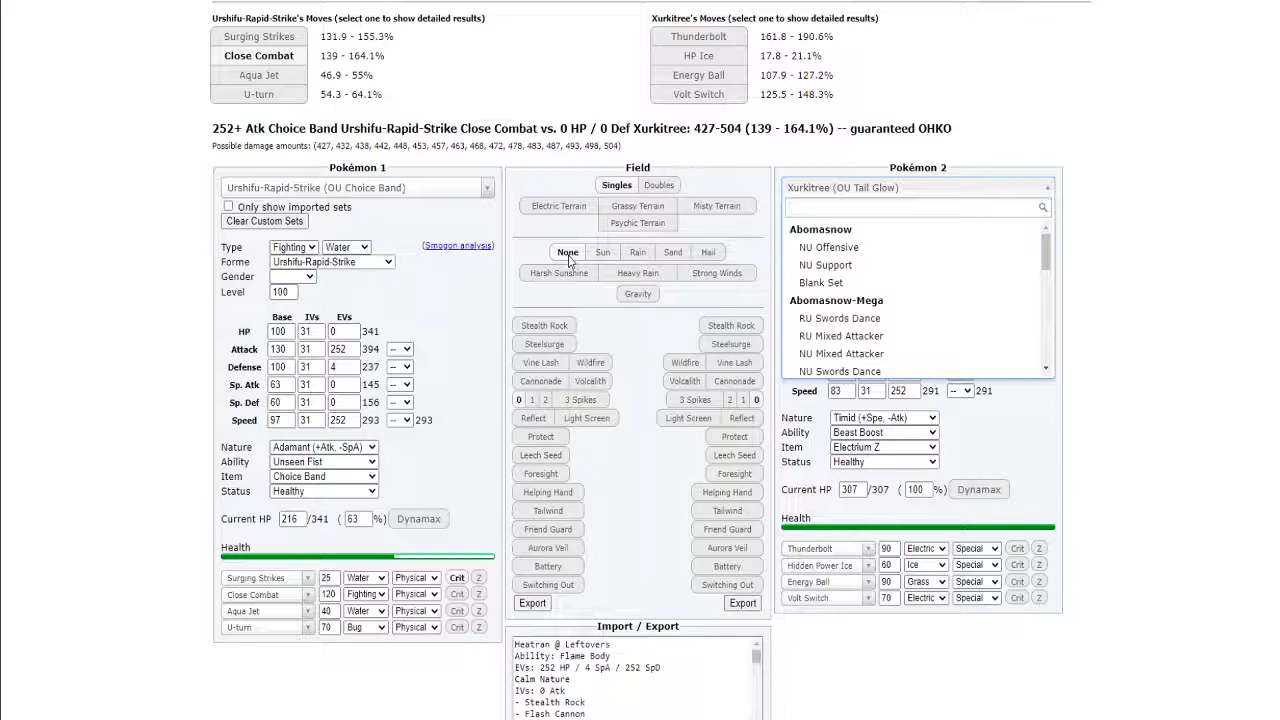 Urshifu-Rapid-Strike's Moves (select one to show detailed results)
Surging Strikes 131.9 - 155.3%
Close Combat 139 - 164.1%
Aqua Jet 46.9 - 55%
U-turn 54.3 - 64.1%
Xurkitree's Moves (select one to show detailed results)
Thunderbolt 161.8 - 190.6%
HP Ice 17.8 - 21.1%
Energy Ball 107.9 - 127.2%
Volt Switch 125.5 - 148.3%
252+ Atk Choice Band Urshifu-Rapid-Strike Close Combat vs. 0 HP / 0 Def Xurkitree: 427-504 (139 - 164.1%) -- guaranteed OHKO
Possible damage amounts: (427, 432, 438, 442, 448, 453, 457, 463, 468, 472, 478, 483, 487, 493, 498, 504)
Pokémon 1
Urshifu-Rapid-Strike (OU Choice Band)
Only show imported sets
Clear Custom Sets
Type Fighting Water (Smogon analysis)
Forme Urshifu-Rapid-Strike
Gender
Level 100
Base IVs EVs
HP 100 31 0 341
Attack 130 31 252 394 --
Defense 100 31 4 237 --
Sp. Atk 63 31 0 145 --
Sp. Def 60 31 0 156 --
Speed 97 31 252 293 -- 293
Nature Adamant (+Atk, -SpA)
Ability Unseen Fist
Item Choice Band
Status Healthy
Current HP 216 /341 ( 63 %) Dynamax
Health
Surging Strikes 25 Water Physical Crit Z
Close Combat 120 Fighting Physical Crit Z
Aqua Jet 40 Water Physical Crit Z
U-turn 70 Bug Physical Crit Z
Field
Singles Doubles
Electric Terrain Grassy Terrain Misty Terrain
Psychic Terrain
None Sun Rain Sand Hail
Harsh Sunshine Heavy Rain Strong Winds
Gravity
Stealth Rock Stealth Rock
Steelsurge Steelsurge
Vine Lash Wildfire Wildfire Vine Lash
Cannonade Volcalith Volcalith Cannonade
0 1 2 3 Spikes 3 Spikes 2 1 0
Reflect Light Screen Light Screen Reflect
Protect Protect
Leech Seed Leech Seed
Foresight Foresight
Helping Hand Helping Hand
Tailwind Tailwind
Friend Guard Friend Guard
Aurora Veil Aurora Veil
Battery Battery
Switching Out Switching Out
Export Export
Import / Export
Heatran @ Leftovers
Ability: Flame Body
EVs: 252 HP / 4 SpA / 252 SpD
Calm Nature
IVs: 0 Atk
- Stealth Rock
- Flash Cannon
Pokémon 2
Xurkitree (OU Tail Glow)
Abomasnow
NU Offensive
NU Support
Blank Set
Abomasnow-Mega
RU Swords Dance
RU Mixed Attacker
NU Mixed Attacker
NU Swords Dance
Speed 83 31 252 291 -- 291
Nature Timid (+Spe, -Atk)
Ability Beast Boost
Item Electrium Z
Status Healthy
Current HP 307 /307 ( 100 %) Dynamax
Health
Thunderbolt 90 Electric Special Crit Z
Hidden Power Ice 60 Ice Special Crit Z
Energy Ball 90 Grass Special Crit Z
Volt Switch 70 Electric Special Crit Z